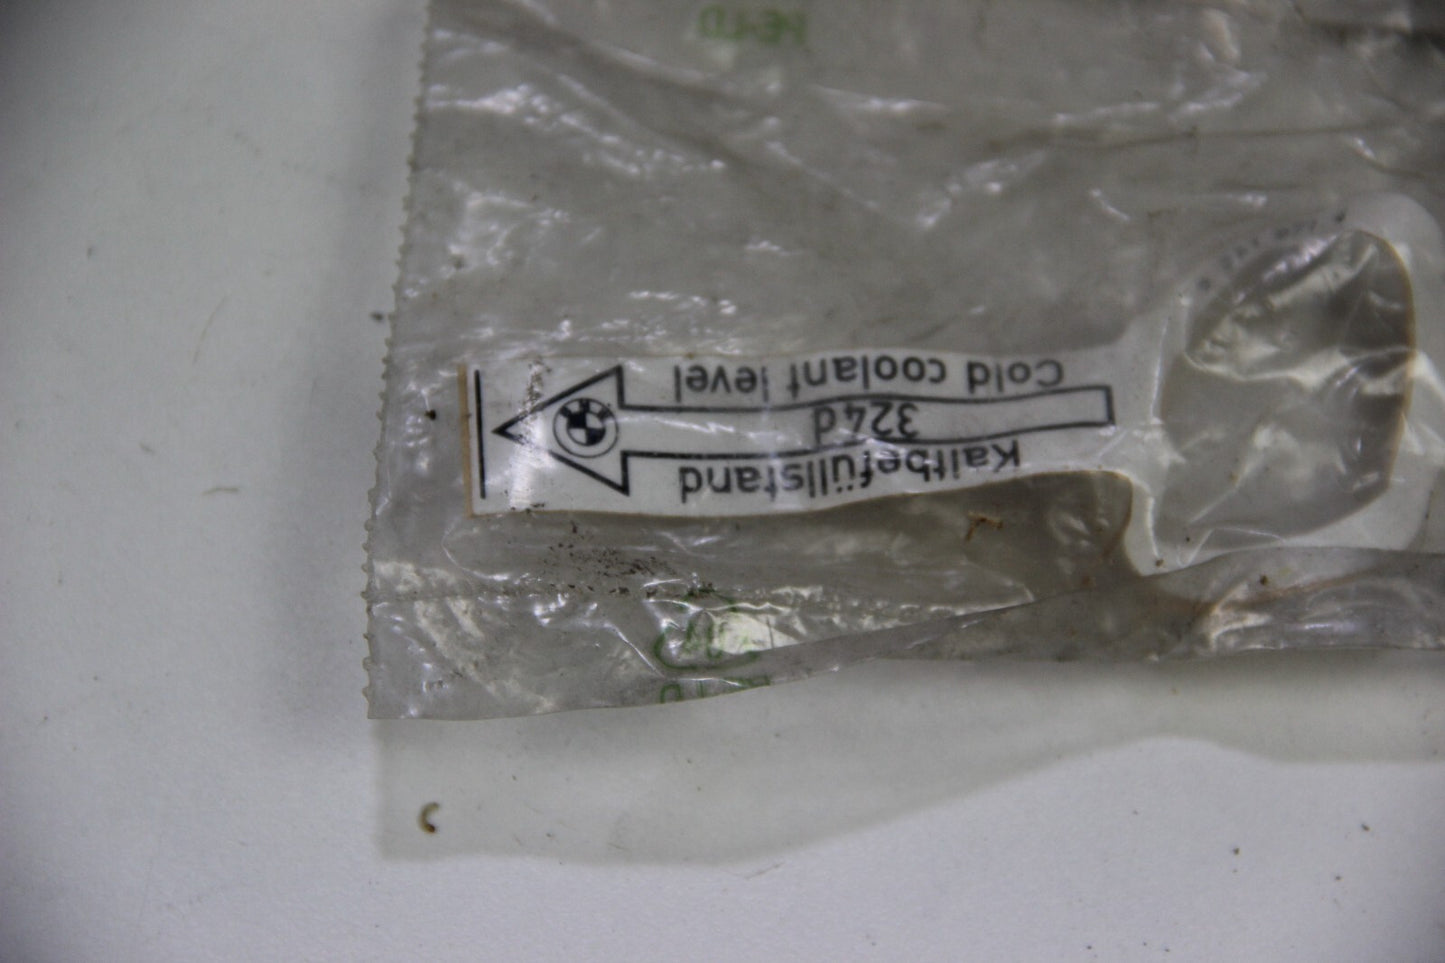 Kaltbefüllstand
324d
Cold coolant level